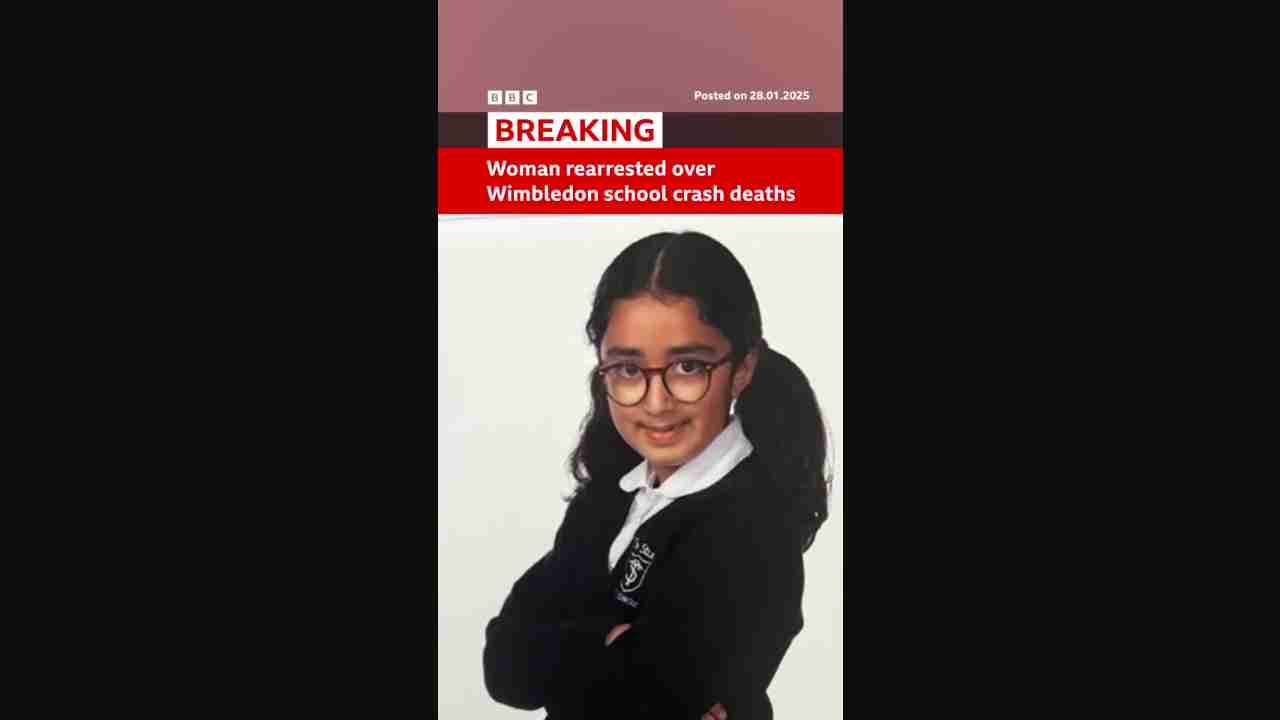 BBC
Posted on 28.01.2025
BREAKING
Woman rearrested over
Wimbledon school crash deaths